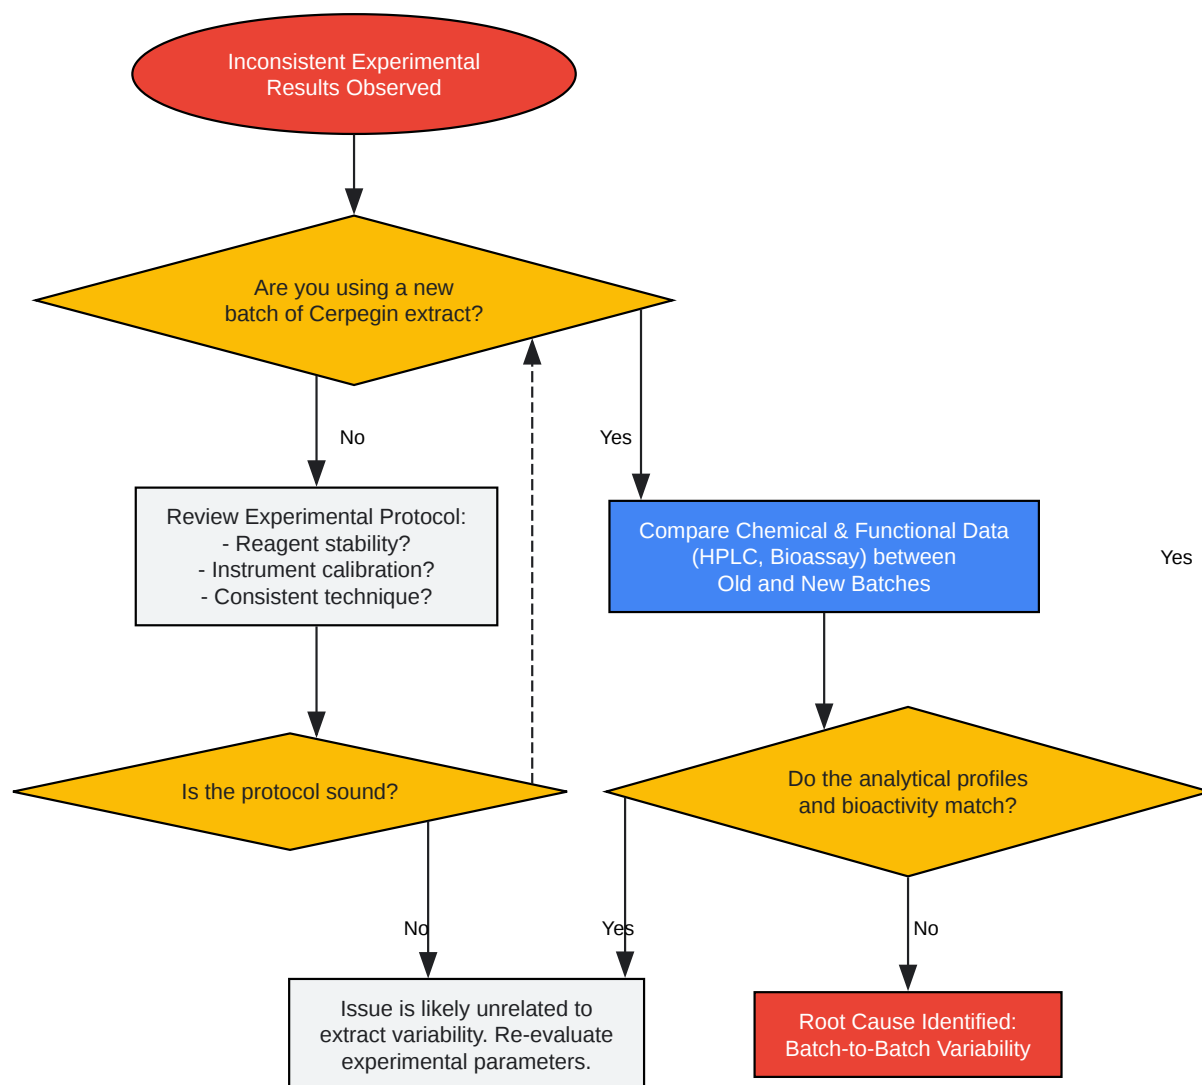 Inconsistent Experimental
Results Observed
Are you using a new
batch of Cerpegin extract?
No
Yes
Review Experimental Protocol:
- Reagent stability?
- Instrument calibration?
- Consistent technique?
Compare Chemical & Functional Data
(HPLC, Bioassay) between
Old and New Batches
Yes
Is the protocol sound?
Do the analytical profiles
and bioactivity match?
No
Yes
No
Issue is likely unrelated to
extract variability. Re-evaluate
experimental parameters.
Root Cause Identified:
Batch-to-Batch Variability